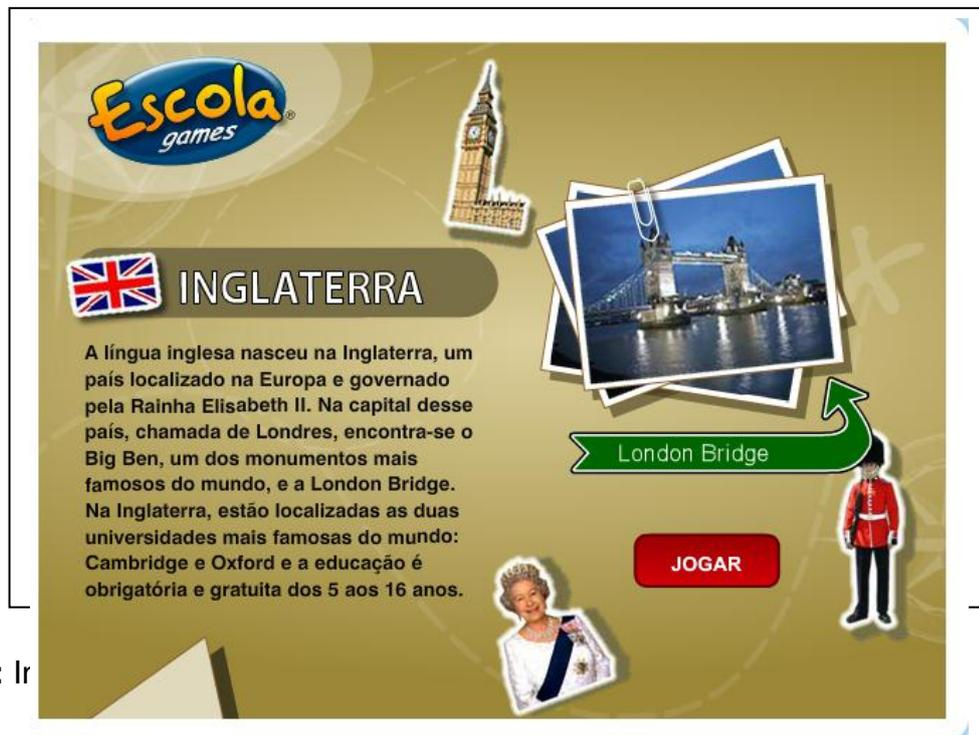 Escola
games®
INGLATERRA
A língua inglesa nasceu na Inglaterra, um
país localizado na Europa e governado
pela Rainha Elisabeth II. Na capital desse
país, chamada de Londres, encontra-se o
Big Ben, um dos monumentos mais
famosos do mundo, e a London Bridge.
Na Inglaterra, estão localizadas as duas
universidades mais famosas do mundo:
Cambridge e Oxford e a educação é
obrigatória e gratuita dos 5 aos 16 anos.
London Bridge
JOGAR